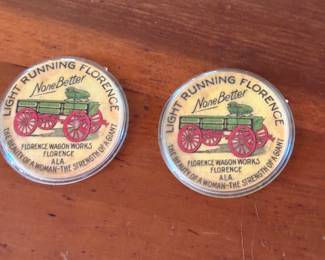 LIGHT RUNNING FLORENCE
None Better
FLORENCE WAGON WORKS
FLORENCE
ALA.
THE BEAUTY OF A WOMAN-THE STRENGTH OF A GIANT
LIGHT RUNNING FLORENCE
None Better
FLORENCE WAGON WORKS
FLORENCE
ALA.
THE BEAUTY OF A WOMAN-THE STRENGTH OF A GIANT